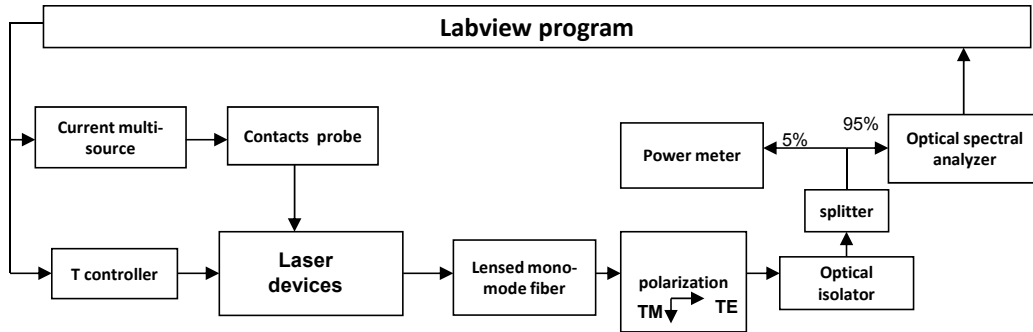 Labview program
Current multi-
source
Contacts probe
Power meter
5%
95%
Optical spectral
analyzer
splitter
T controller
Laser
devices
Lensed mono-
mode fiber
polarization
TM
TE
Optical
isolator